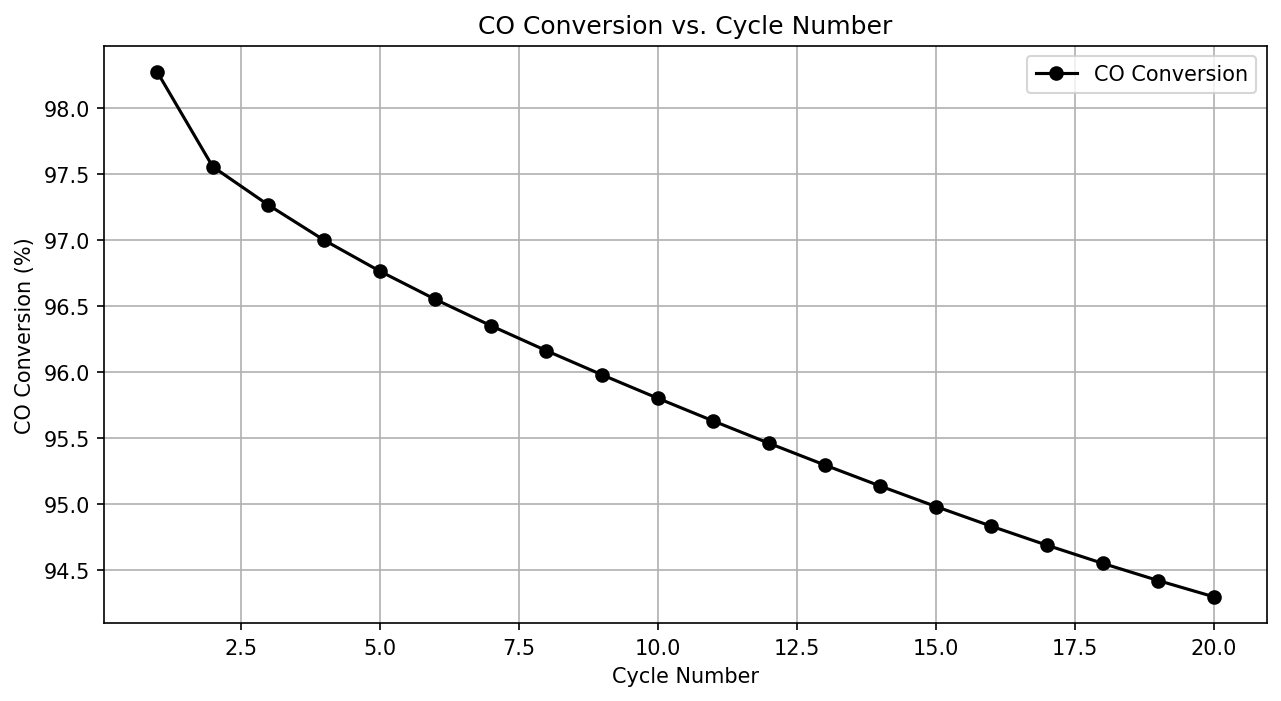 CO Conversion vs. Cycle Number
CO Conversion
98.0
97.5
97.0
96.5
96.0
95.5
95.0
94.5
CO Conversion (%)
2.5 5.0 7.5 10.0 12.5 15.0 17.5 20.0
Cycle Number